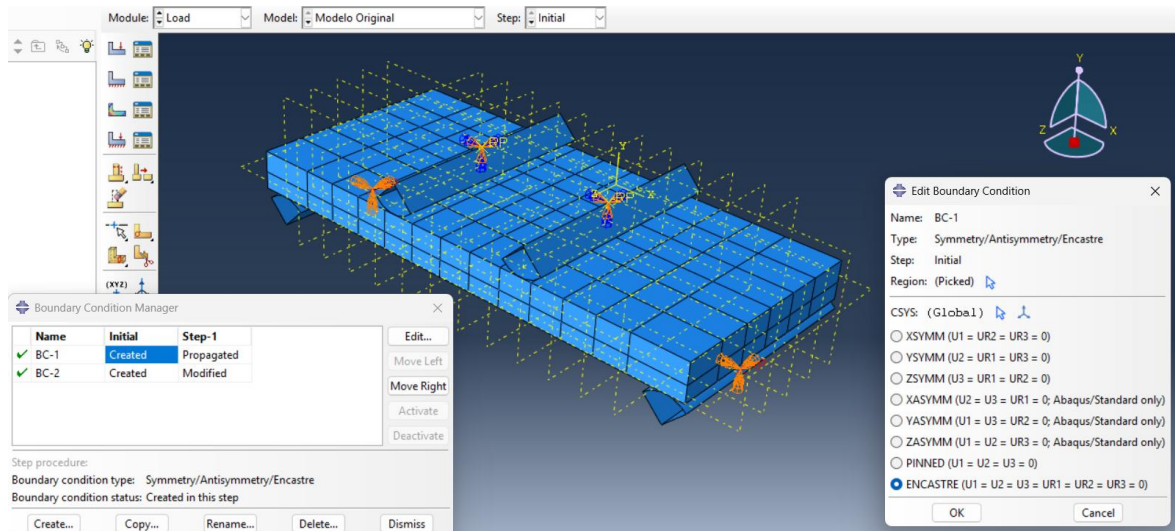 Module: Load Model: Modelo Original Step: Initial
(XYZ)
Y
Z
X
RP
Y
X
RP
Edit Boundary Condition
Name: BC-1
Type: Symmetry/Antisymmetry/Encastre
Step: Initial
Region: (Picked)
CSYS: (Global)
XSYMM (U1 = UR2 = UR3 = 0)
YSYMM (U2 = UR1 = UR3 = 0)
ZSYMM (U3 = UR1 = UR2 = 0)
XASYMM (U2 = U3 = UR1 = 0; Abaqus/Standard only)
YASYMM (U1 = U3 = UR2 = 0; Abaqus/Standard only)
ZASYMM (U1 = U2 = UR3 = 0; Abaqus/Standard only)
PINNED (U1 = U2 = U3 = 0)
ENCASTRE (U1 = U2 = U3 = UR1 = UR2 = UR3 = 0)
OK Cancel
Boundary Condition Manager
Name Initial Step-1
BC-1 Created Propagated
BC-2 Created Modified
Edit...
Move Left
Move Right
Activate
Deactivate
Step procedure:
Boundary condition type: Symmetry/Antisymmetry/Encastre
Boundary condition status: Created in this step
Create... Copy... Rename... Delete... Dismiss